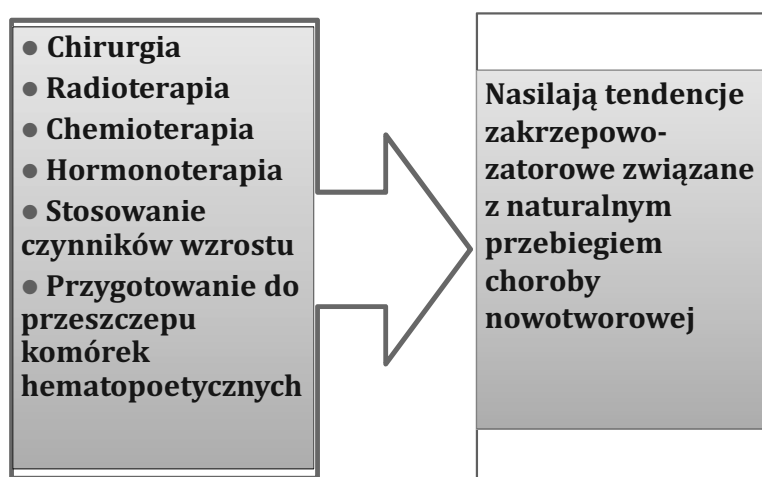 ● Chirurgia
● Radioterapia
● Chemioterapia
● Hormonoterapia
● Stosowanie
czynników wzrostu
● Przygotowanie do
przeszczepu
komórek
hematopoetycznych
Nasilają tendencje
zakrzepowo-
zatorowe związane
z naturalnym
przebiegiem
choroby
nowotworowej